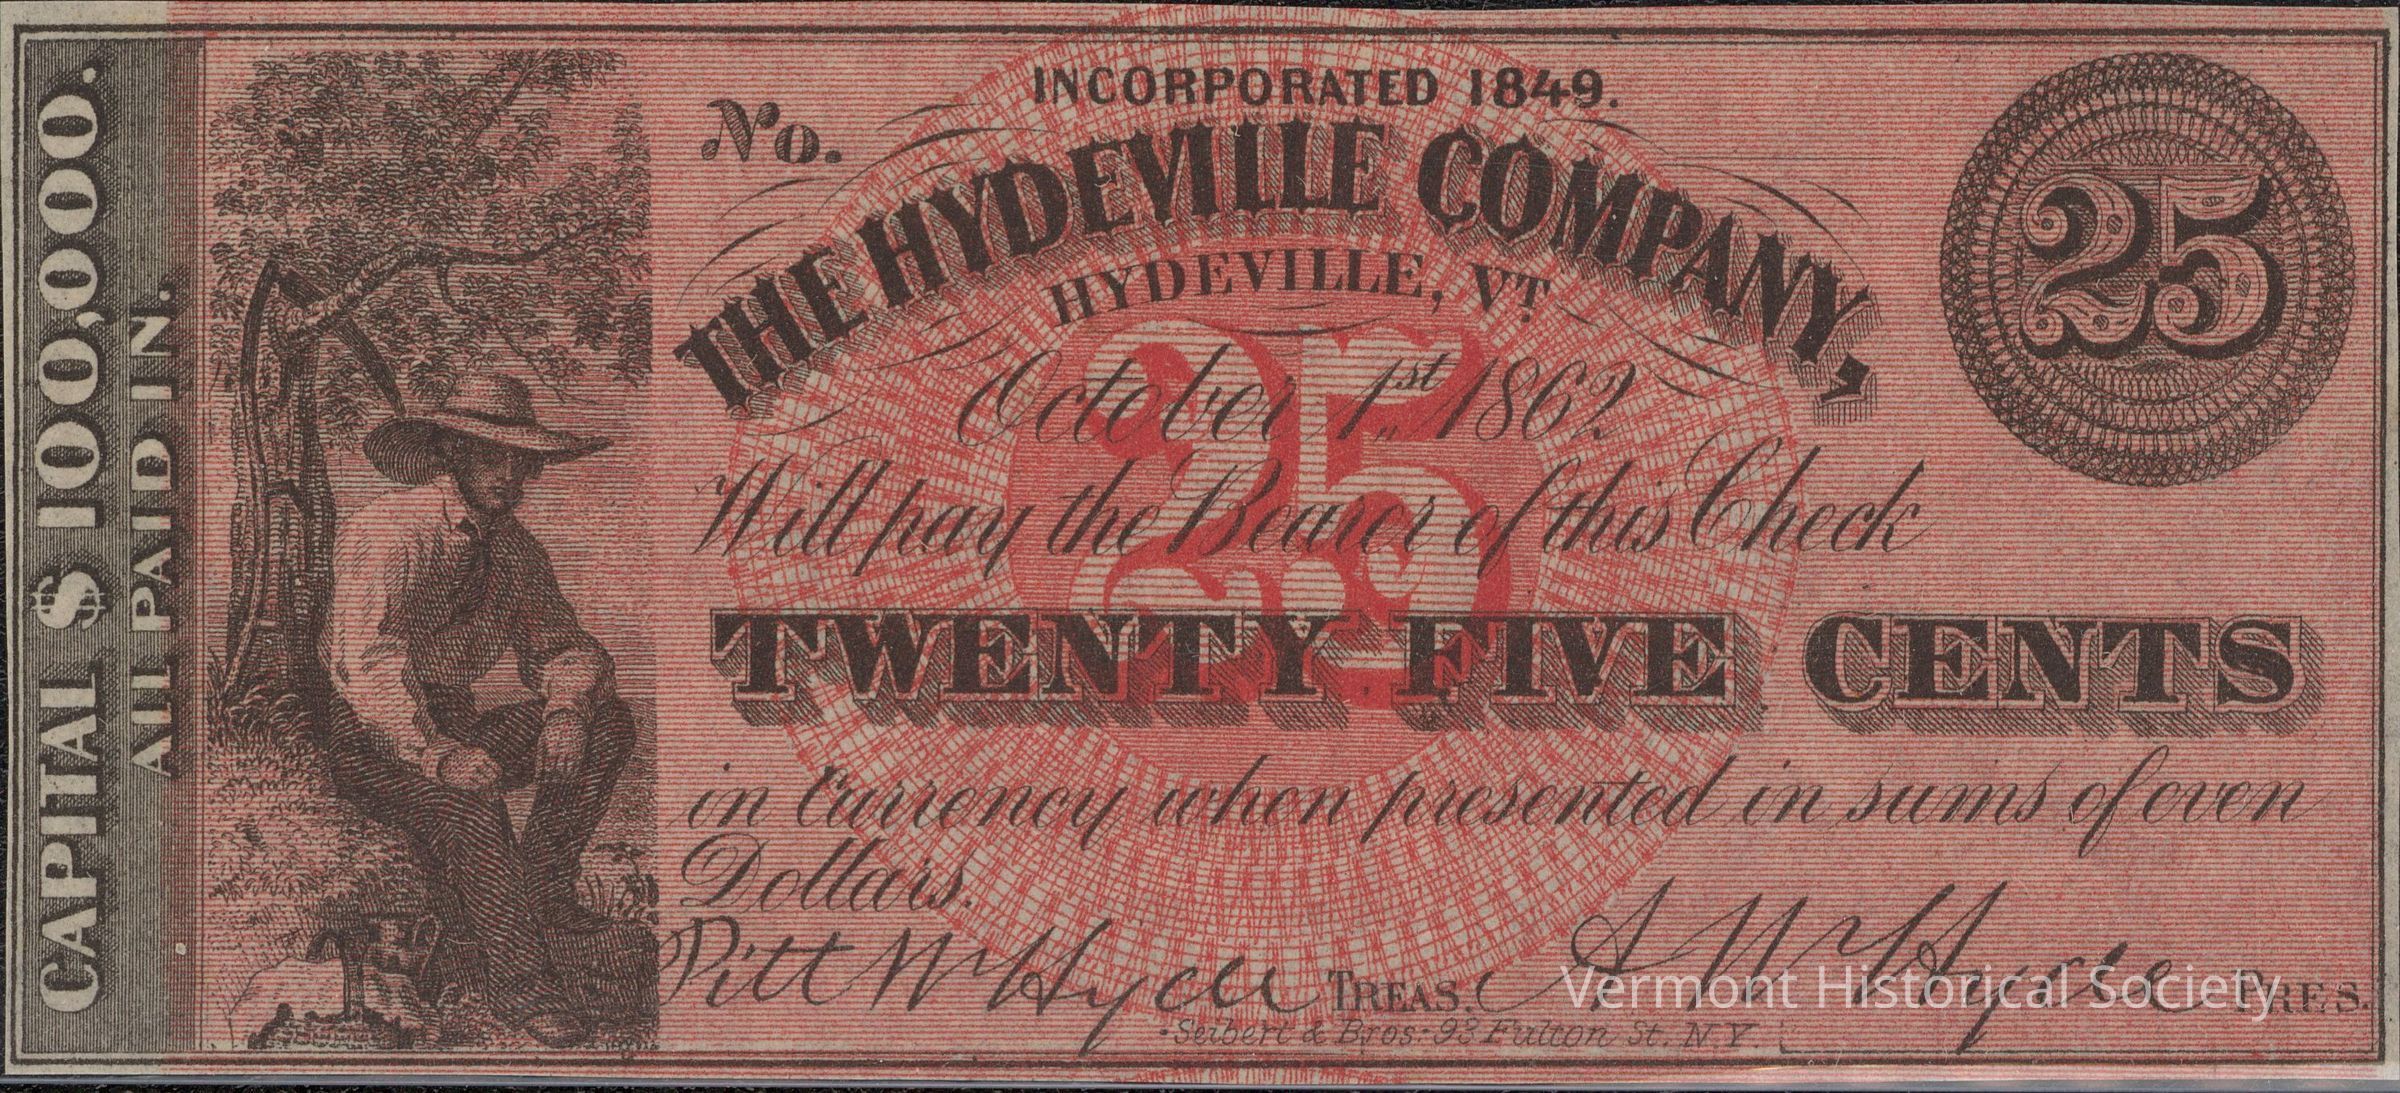 CAPITAL $100,000.
ALL PAID IN.
No.
INCORPORATED 1849.
THE HYDEVILLE COMPANY,
HYDEVILLE, VT.
25
25
October 1st 1862
Will pay the Bearer of this Check
TWENTY FIVE CENTS
in Currency when presented in sums of even
Dollars.
Pitt W Hyde TREAS. A W Hyde PRES.
Seibert & Bros: 93 Fulton St. N.Y.
Vermont Historical Society